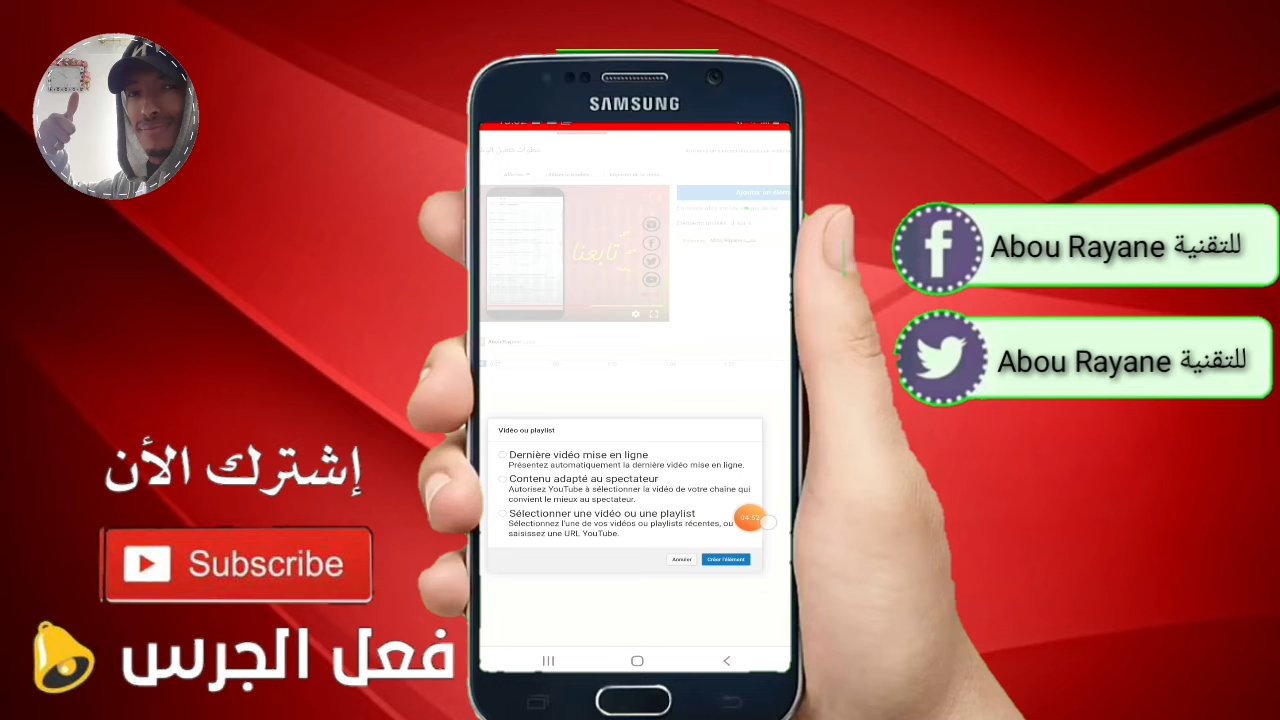 SAMSUNG
تابعنا
Abou Rayane
Vidéo ou playlist
Dernière vidéo mise en ligne
Présentez automatiquement la dernière vidéo mise en ligne.
Contenu adapté au spectateur
Autorisez YouTube à sélectionner la vidéo de votre chaîne qui
convient le mieux au spectateur.
Sélectionner une vidéo ou une playlist
Sélectionnez l'une de vos vidéos ou playlists récentes, ou
saisissez une URL YouTube.
Annuler
Créer l'élément
Abou Rayane للتقنية
Abou Rayane للتقنية
إشترك الأن
Subscribe
فعل الجرس